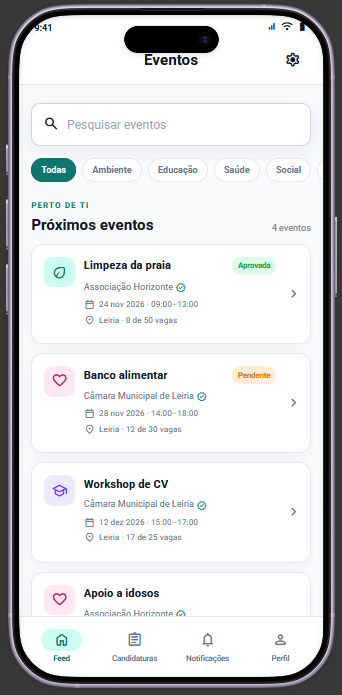 9:41
Eventos
Pesquisar eventos
Todas Ambiente Educação Saúde Social
PERTO DE TI
Próximos eventos 4 eventos
Limpeza da praia Aprovada
Associação Horizonte
24 nov 2026 · 09:00–13:00
Leiria · 8 de 50 vagas
Banco alimentar Pendente
Câmara Municipal de Leiria
28 nov 2026 · 14:00–18:00
Leiria · 12 de 30 vagas
Workshop de CV
Câmara Municipal de Leiria
12 dez 2026 · 15:00–17:00
Leiria · 17 de 25 vagas
Apoio a idosos
Associação Horizonte
Feed Candidaturas Notificações Perfil